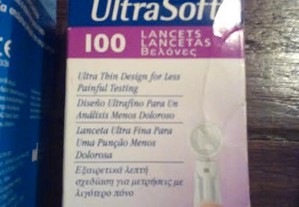 UltraSoft
100
LANCETS
LANCETAS
Βελόνες
Ultra Thin Design for Less
Painful Testing
Diseño Ultrafino Para Un
Análisis Menos Doloroso
Lanceta Ultra Fina Para
Uma Punção Menos
Dolorosa
Εξαιρετικά λεπτή
σχεδίαση για μετρήσεις με
λιγότερο πόνο